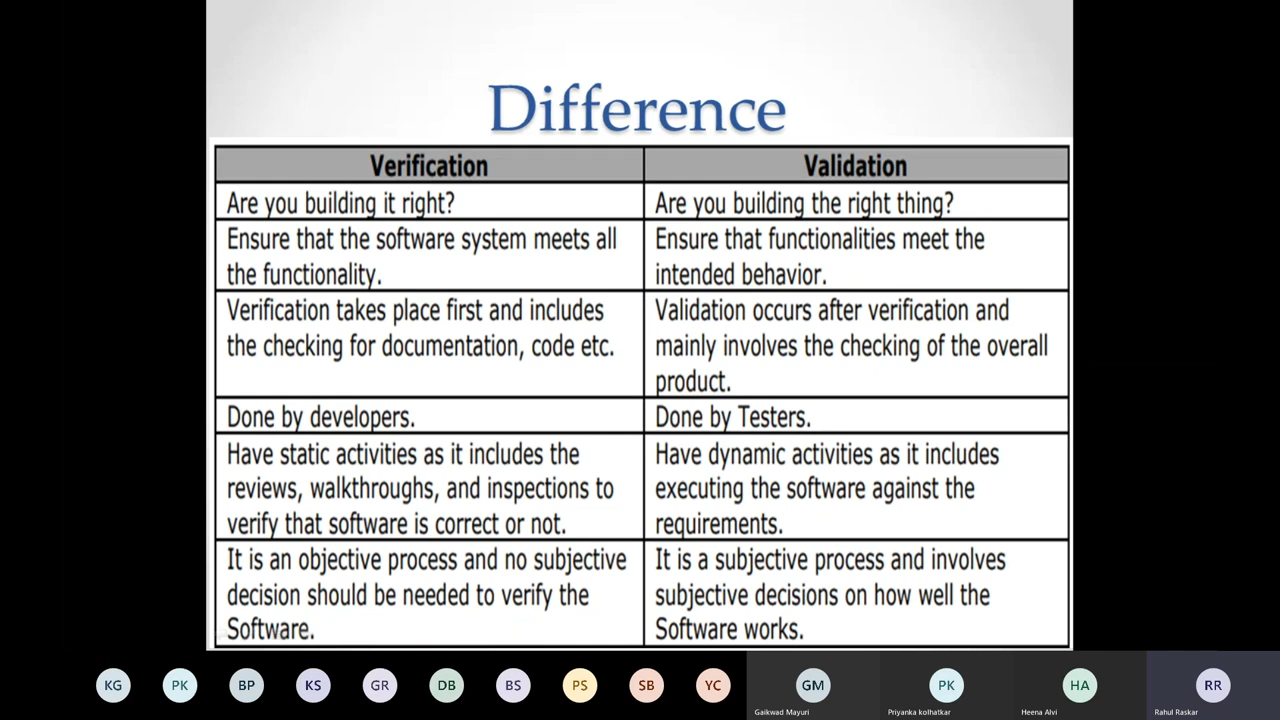 Difference
Verification
Validation
Are you building it right?
Are you building the right thing?
Ensure that the software system meets all
the functionality.
Ensure that functionalities meet the
intended behavior.
Verification takes place first and includes
the checking for documentation, code etc.
Validation occurs after verification and
mainly involves the checking of the overall
product.
Done by developers.
Done by Testers.
Have static activities as it includes the
reviews, walkthroughs, and inspections to
verify that software is correct or not.
Have dynamic activities as it includes
executing the software against the
requirements.
It is an objective process and no subjective
decision should be needed to verify the
Software.
It is a subjective process and involves
subjective decisions on how well the
Software works.
KG
PK
BP
KS
GR
DB
BS
PS
SB
YC
GM
Gaikwad Mayuri
PK
Priyanka kolhatkar
HA
Heena Alvi
RR
Rahul Raskar